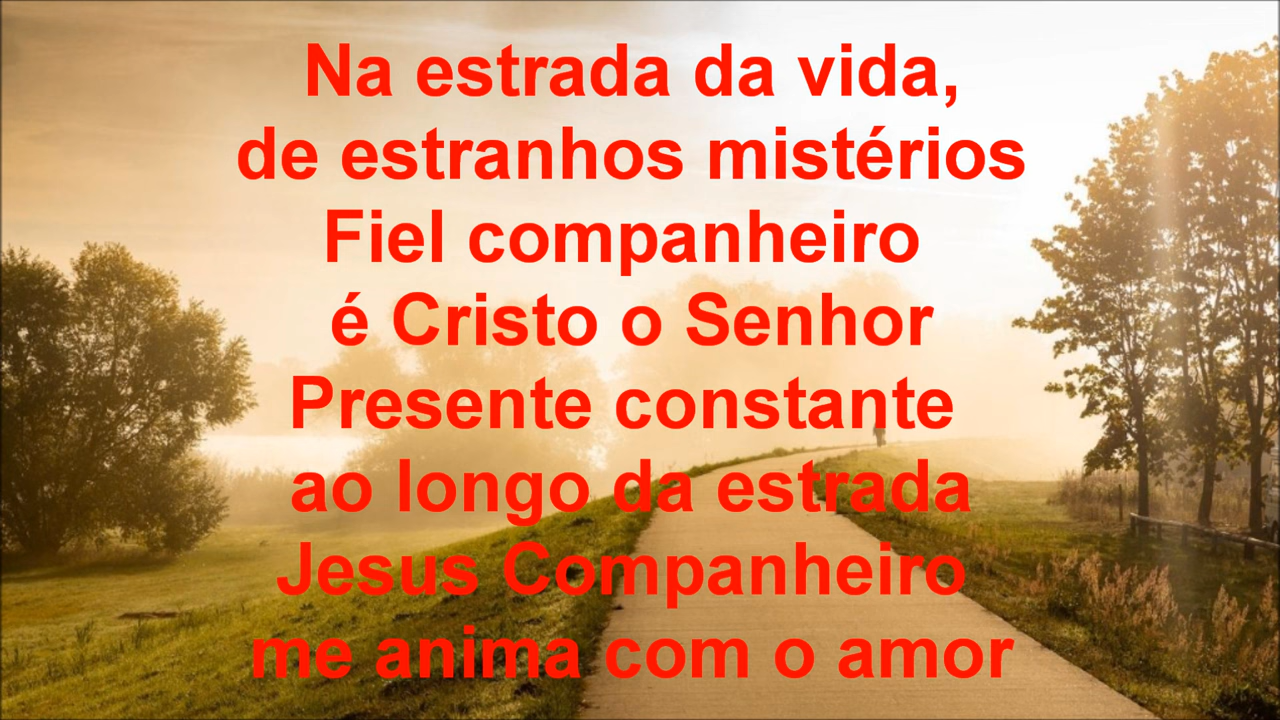 Na estrada da vida,
de estranhos mistérios
Fiel companheiro
é Cristo o Senhor
Presente constante
ao longo da estrada
Jesus Companheiro
me anima com o amor